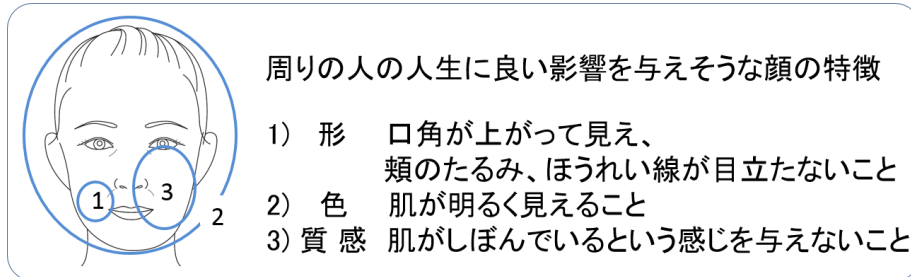 周りの人の人生に良い影響を与えそうな顔の特徴
1) 形 口角が上がって見え、
頬のたるみ、ほうれい線が目立たないこと
2) 色 肌が明るく見えること
3) 質 感 肌がしぼんでいるという感じを与えないこと
1
3
2